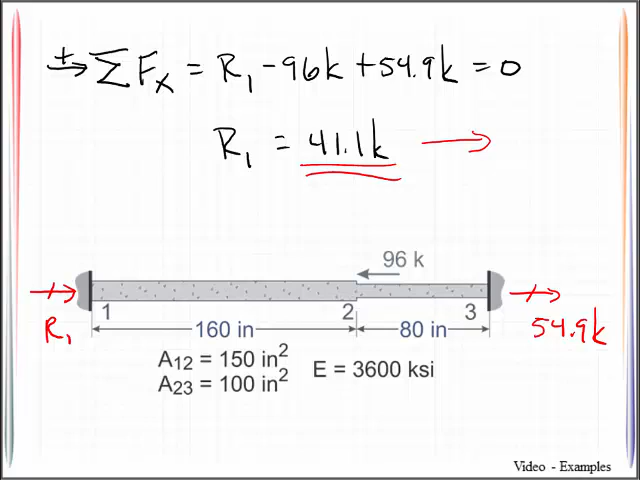 +→ ΣFx = R1 - 96k + 54.9k = 0
R1 = 41.1k →
96 k
1 2 3
R1 160 in 80 in 54.9k
A12 = 150 in²
E = 3600 ksi
A23 = 100 in²
Video - Examples